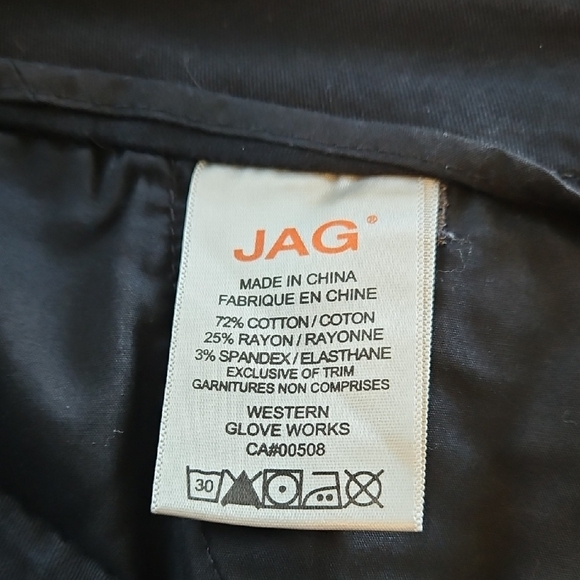 JAG®
MADE IN CHINA
FABRIQUE EN CHINE
72% COTTON / COTON
25% RAYON / RAYONNE
3% SPANDEX / ELASTHANE
EXCLUSIVE OF TRIM
GARNITURES NON COMPRISES
WESTERN
GLOVE WORKS
CA#00508
30